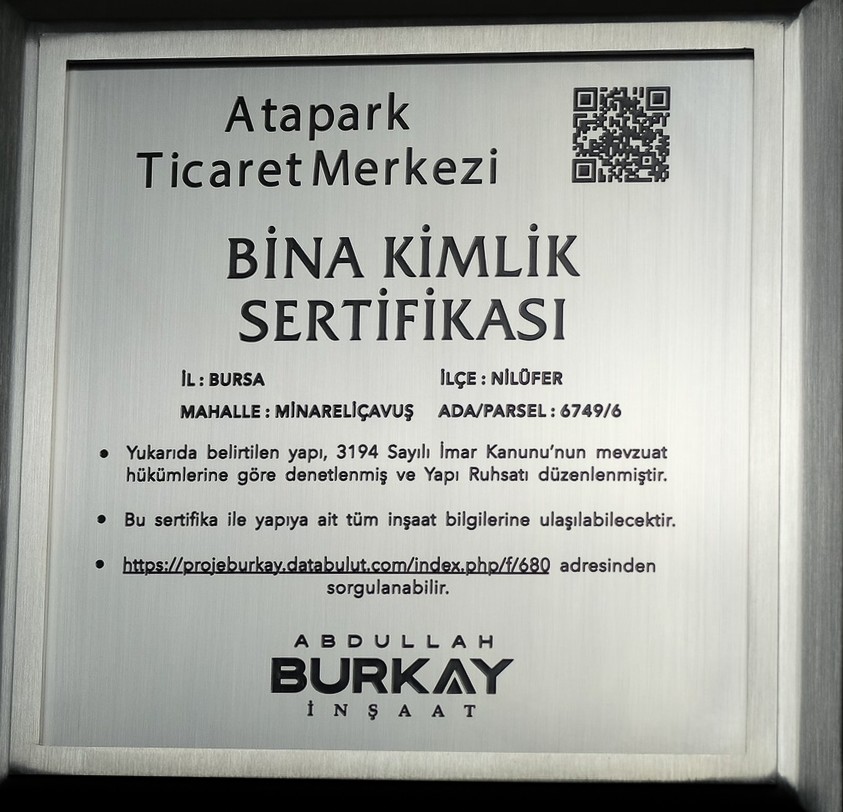 Atapark
Ticaret Merkezi
BİNA KİMLİK
SERTİFİKASI
İL : BURSA
İLÇE : NİLÜFER
MAHALLE : MİNARELİÇAVUŞ
ADA/PARSEL : 6749/6
• Yukarıda belirtilen yapı, 3194 Sayılı İmar Kanunu’nun mevzuat
hükümlerine göre denetlenmiş ve Yapı Ruhsatı düzenlenmiştir.
• Bu sertifika ile yapıya ait tüm inşaat bilgilerine ulaşılabilecektir.
• https://projeburkay.databulut.com/index.php/f/680 adresinden
sorgulanabilir.
ABDULLAH
BURKAY
İNŞAAT